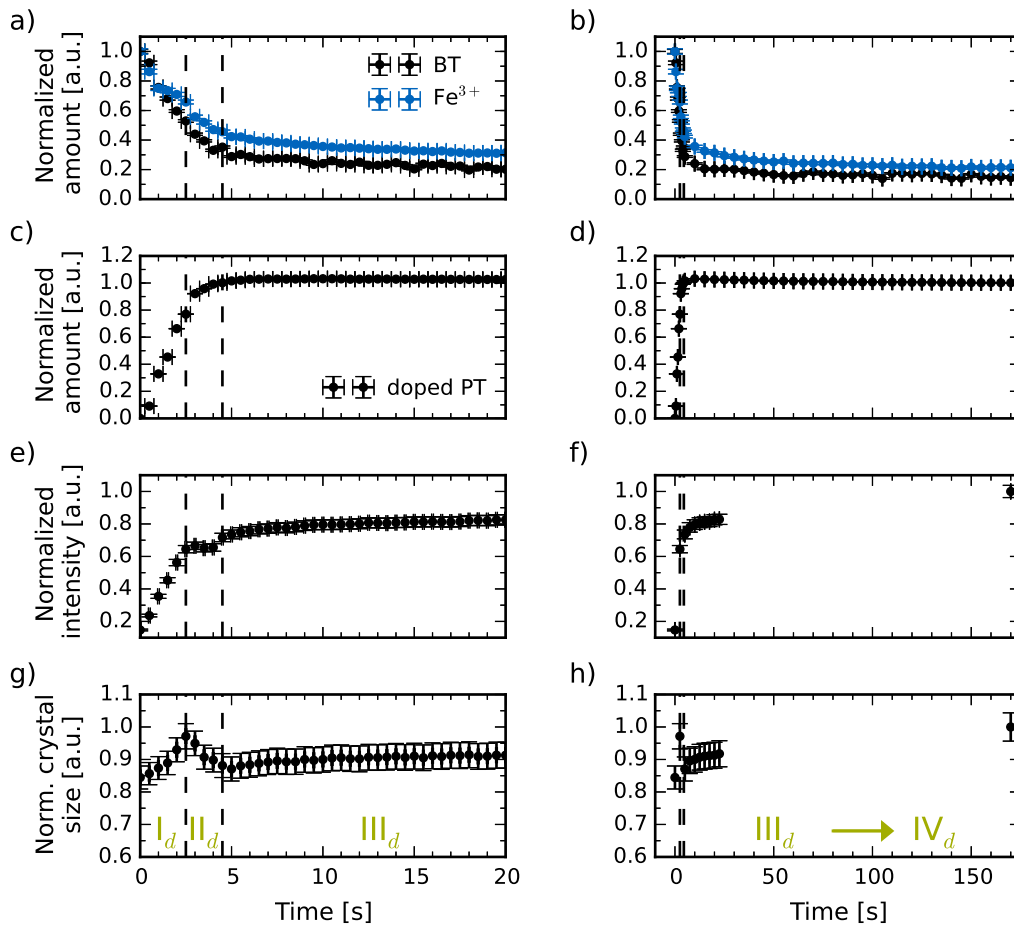 a)
b)
Normalized
amount [a.u.]
1.0
0.8
0.6
0.4
0.2
0.0
BT
Fe³⁺
1.0
0.8
0.6
0.4
0.2
0.0
c)
d)
Normalized
amount [a.u.]
1.2
1.0
0.8
0.6
0.4
0.2
0.0
doped PT
1.2
1.0
0.8
0.6
0.4
0.2
0.0
e)
f)
Normalized
intensity [a.u.]
1.0
0.8
0.6
0.4
0.2
1.0
0.8
0.6
0.4
0.2
g)
h)
Norm. crystal
size [a.u.]
1.1
1.0
0.9
0.8
0.7
0.6
I_d
II_d
III_d
1.1
1.0
0.9
0.8
0.7
0.6
III_d
IV_d
0 5 10 15 20
0 50 100 150
Time [s]
Time [s]